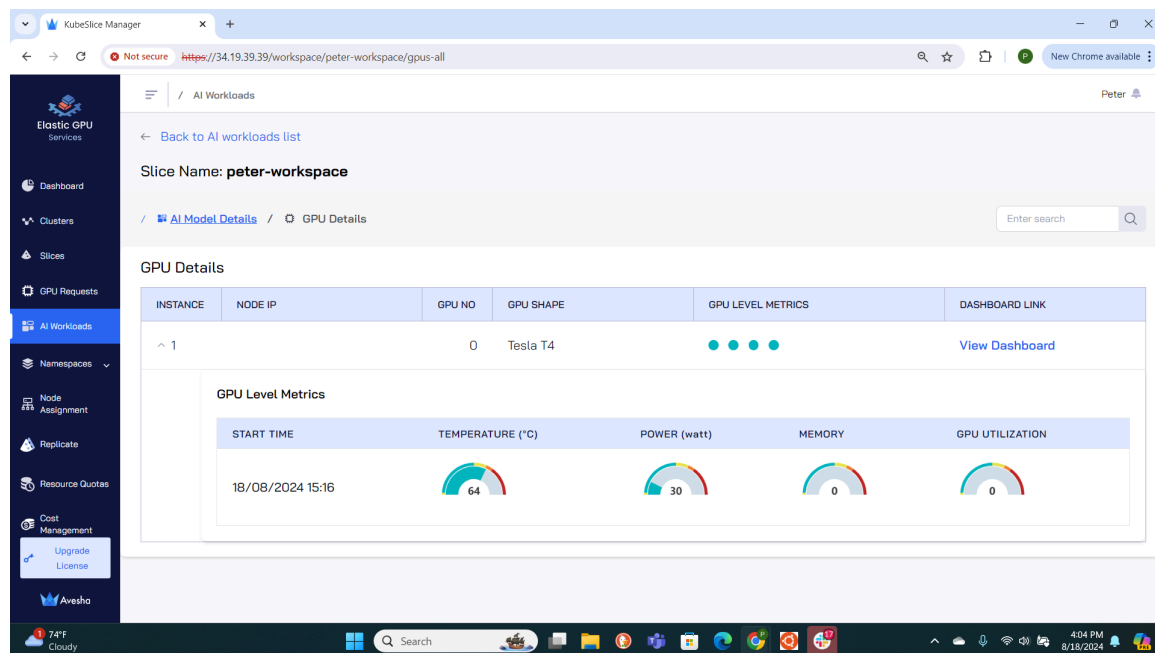 KubeSlice Manager
Not secure https://34.19.39.39/workspace/peter-workspace/gpus-all
P
New Chrome available
Elastic GPU
Services
Dashboard
Clusters
Slices
GPU Requests
AI Workloads
Namespaces
Node
Assignment
Replicate
Resource Quotas
Cost
Management
Upgrade
License
Avesha
/ AI Workloads
Peter
← Back to AI workloads list
Slice Name: peter-workspace
/ AI Model Details / GPU Details
Enter search
GPU Details
INSTANCE NODE IP GPU NO GPU SHAPE GPU LEVEL METRICS DASHBOARD LINK
1 0 Tesla T4 View Dashboard
GPU Level Metrics
START TIME TEMPERATURE (°C) POWER (watt) MEMORY GPU UTILIZATION
18/08/2024 15:16 64 30 0 0
1
74°F
Cloudy
Search
4:04 PM
8/18/2024